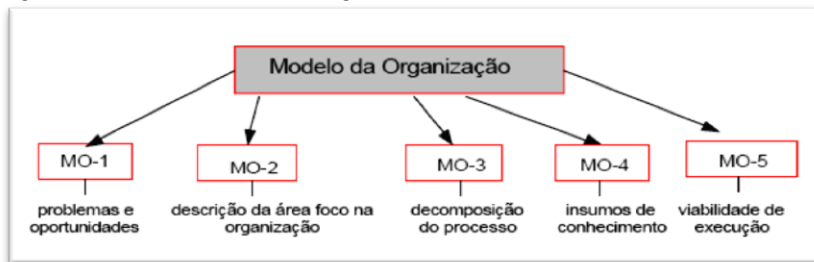 Modelo da Organização
MO-1
MO-2
MO-3
MO-4
MO-5
problemas e
oportunidades
descrição da área foco na
organização
decomposição
do processo
insumos de
conhecimento
viabilidade de
execução